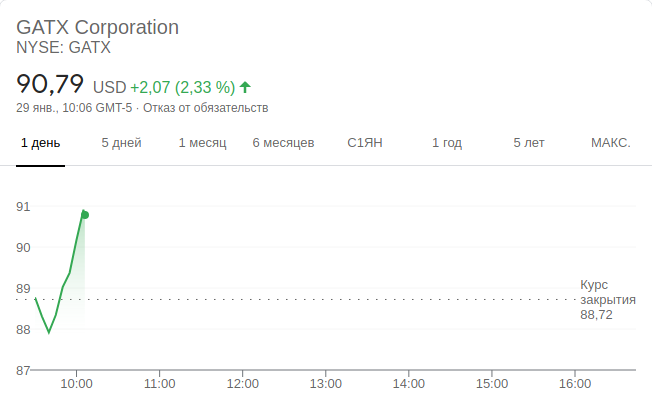 GATX Corporation
NYSE: GATX
90,79 USD +2,07 (2,33 %)
29 янв., 10:06 GMT-5 · Отказ от обязательств
1 день 5 дней 1 месяц 6 месяцев С1ЯН 1 год 5 лет МАКС.
91
90
89
88
87
Курс
закрытия
88,72
10:00 11:00 12:00 13:00 14:00 15:00 16:00